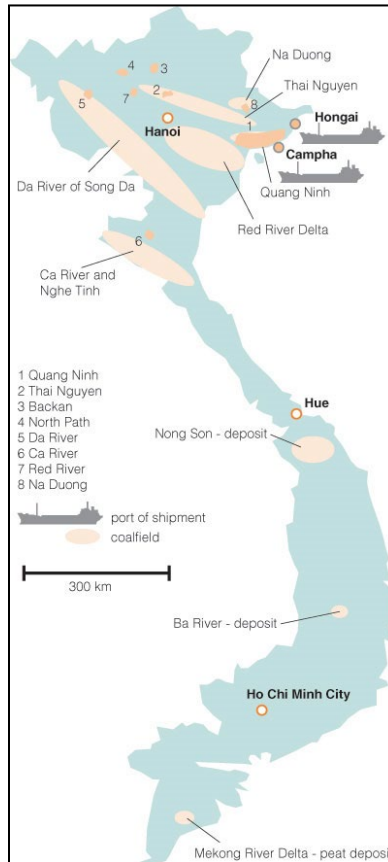 4
3
Na Duong
Thai Nguyen
5
7
2
8
Hanoi
1
Hongai
Campha
Da River of Song Da
Quang Ninh
Red River Delta
6
Ca River and
Nghe Tinh
1 Quang Ninh
2 Thai Nguyen
3 Backan
4 North Path
5 Da River
6 Ca River
7 Red River
8 Na Duong
port of shipment
coalfield
300 km
Hue
Nong Son - deposit
Ba River - deposit
Ho Chi Minh City
Mekong River Delta - peat deposit